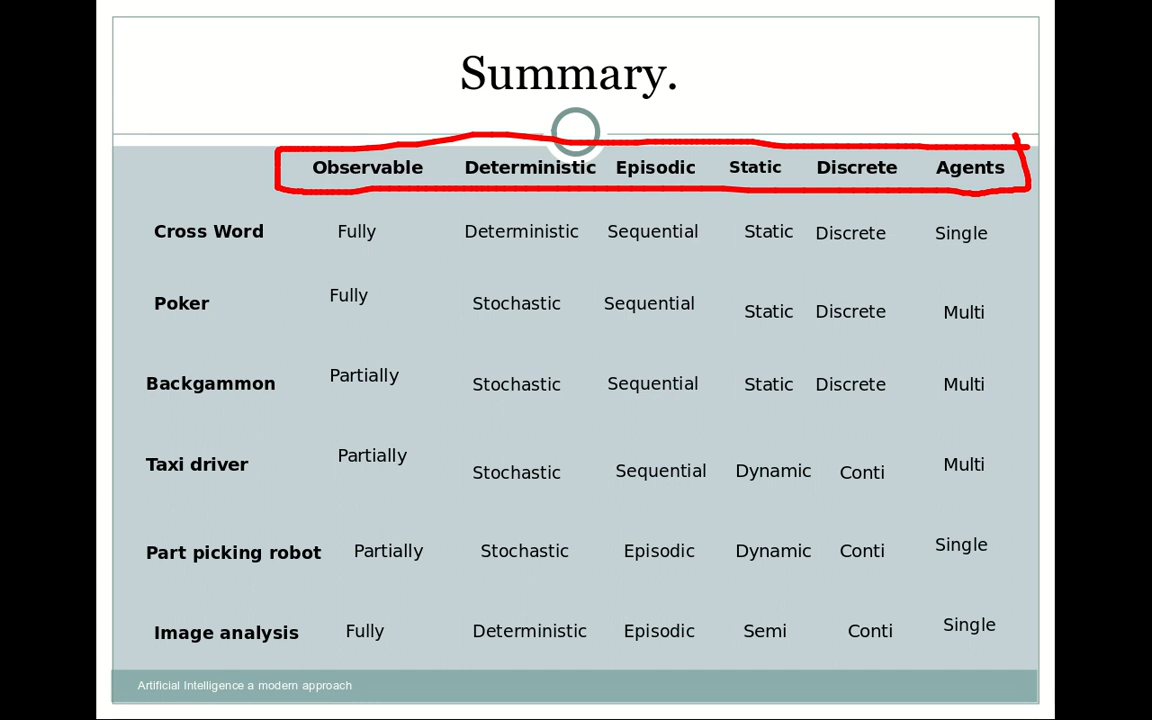 Summary.
Observable Deterministic Episodic Static Discrete Agents
Cross Word Fully Deterministic Sequential Static Discrete Single
Poker Fully Stochastic Sequential Static Discrete Multi
Backgammon Partially Stochastic Sequential Static Discrete Multi
Taxi driver Partially Stochastic Sequential Dynamic Conti Multi
Part picking robot Partially Stochastic Episodic Dynamic Conti Single
Image analysis Fully Deterministic Episodic Semi Conti Single
Artificial Intelligence a modern approach